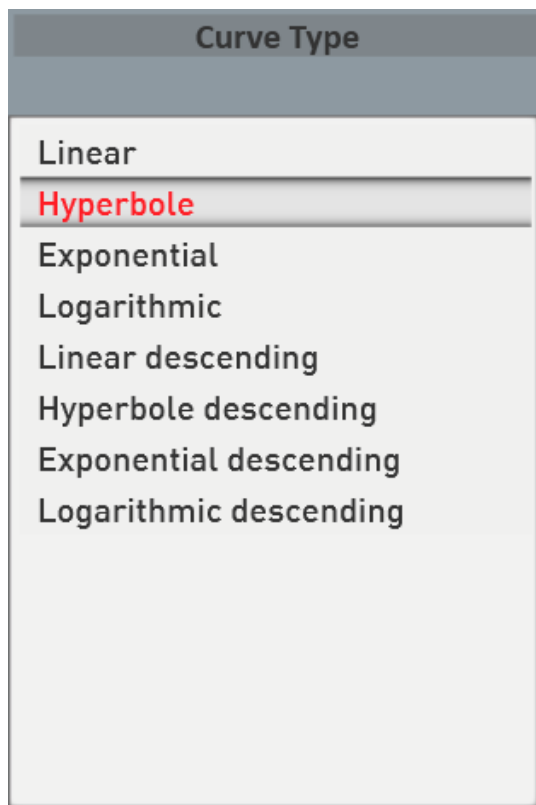 Curve Type
Linear
Hyperbole
Exponential
Logarithmic
Linear descending
Hyperbole descending
Exponential descending
Logarithmic descending